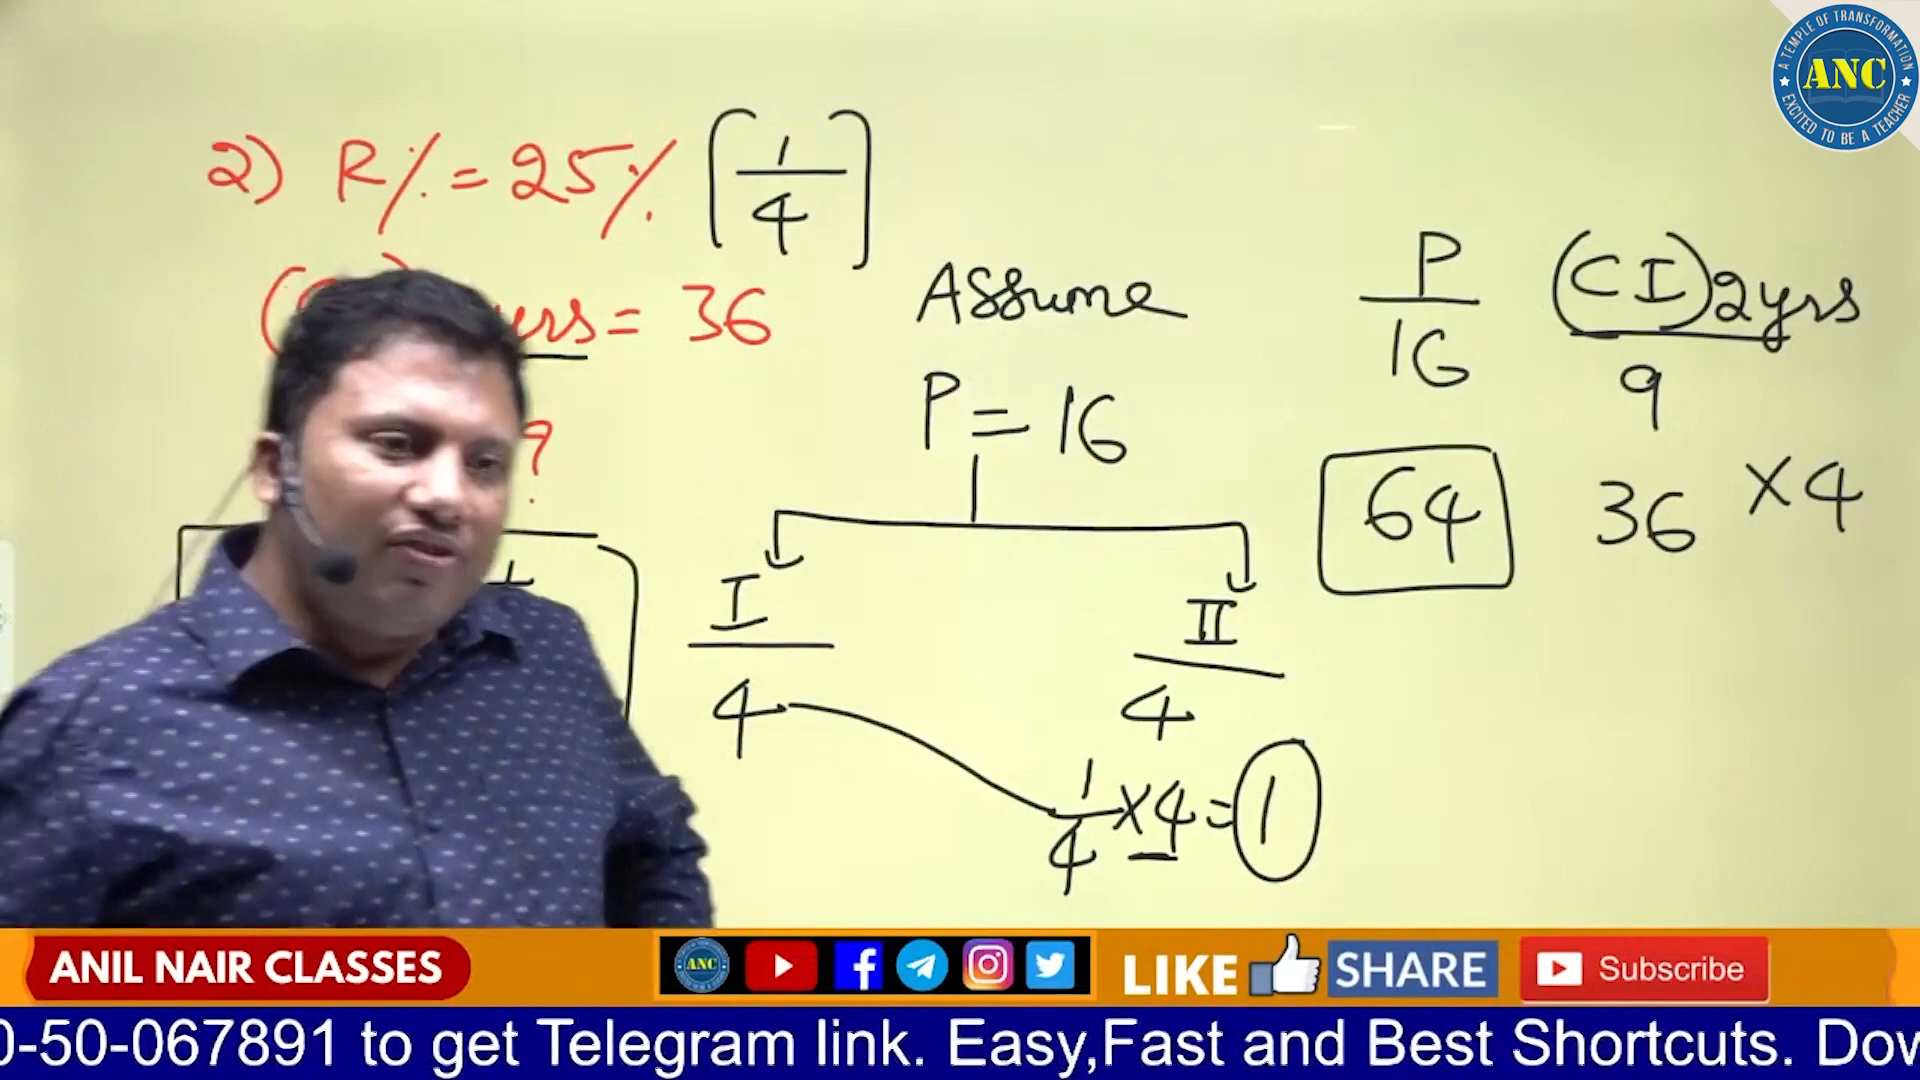 A TEMPLE OF TRANSFORMATION
ANC
EXCITED TO BE A TEACHER
2) R% = 25% [1/4]
yrs = 36
?
Assume
P = 16
I
4
II
4
1/4 × 4 = 1
P (CI)2yrs
16 9
64 36 ×4
ANIL NAIR CLASSES
ANC
LIKE SHARE Subscribe
0-50-067891 to get Telegram link. Easy,Fast and Best Shortcuts. Dow